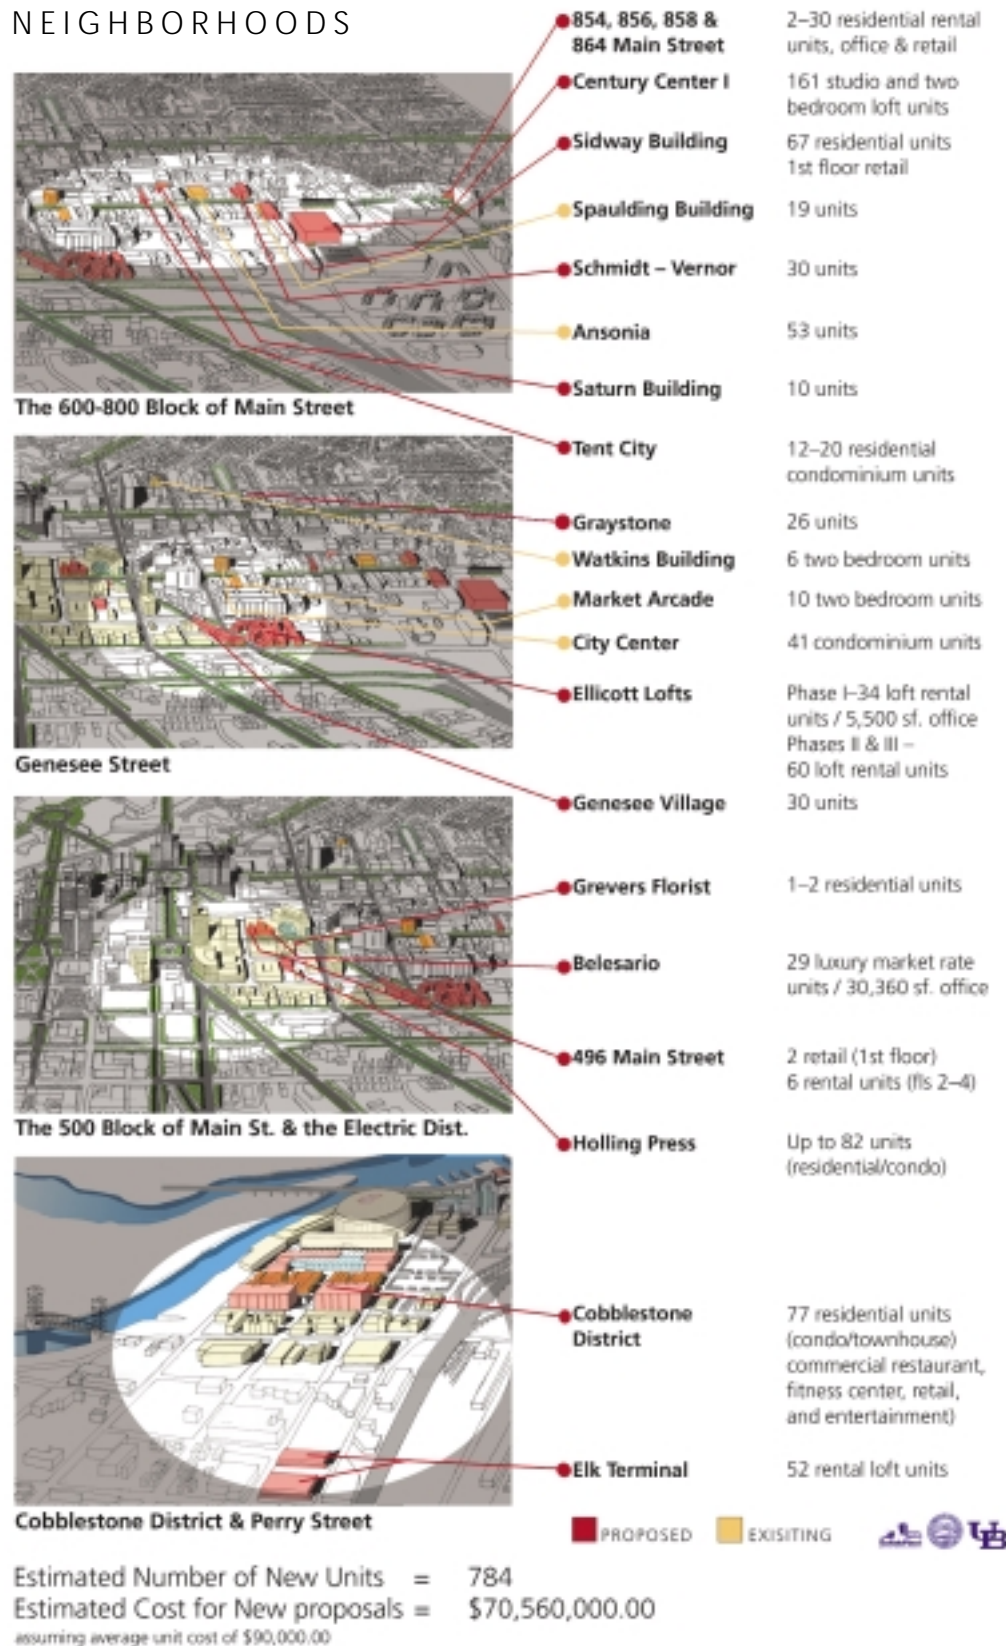 NEIGHBORHOODS
854, 856, 858 &
864 Main Street
2–30 residential rental
units, office & retail
Century Center I
161 studio and two
bedroom loft units
Sidway Building
67 residential units
1st floor retail
Spaulding Building
19 units
Schmidt – Vernor
30 units
Ansonia
53 units
Saturn Building
10 units
The 600-800 Block of Main Street
Tent City
12–20 residential
condominium units
Graystone
26 units
Watkins Building
6 two bedroom units
Market Arcade
10 two bedroom units
City Center
41 condominium units
Ellicott Lofts
Phase I–34 loft rental
units / 5,500 sf. office
Phases II & III –
60 loft rental units
Genesee Street
Genesee Village
30 units
Grevers Florist
1–2 residential units
Belesario
29 luxury market rate
units / 30,360 sf. office
496 Main Street
2 retail (1st floor)
6 rental units (fls 2–4)
The 500 Block of Main St. & the Electric Dist.
Holling Press
Up to 82 units
(residential/condo)
Cobblestone
District
77 residential units
(condo/townhouse)
commercial restaurant,
fitness center, retail,
and entertainment)
Elk Terminal
52 rental loft units
Cobblestone District & Perry Street
PROPOSED
EXISITING
UB
Estimated Number of New Units = 784
Estimated Cost for New proposals = $70,560,000.00
assuming average unit cost of $90,000.00